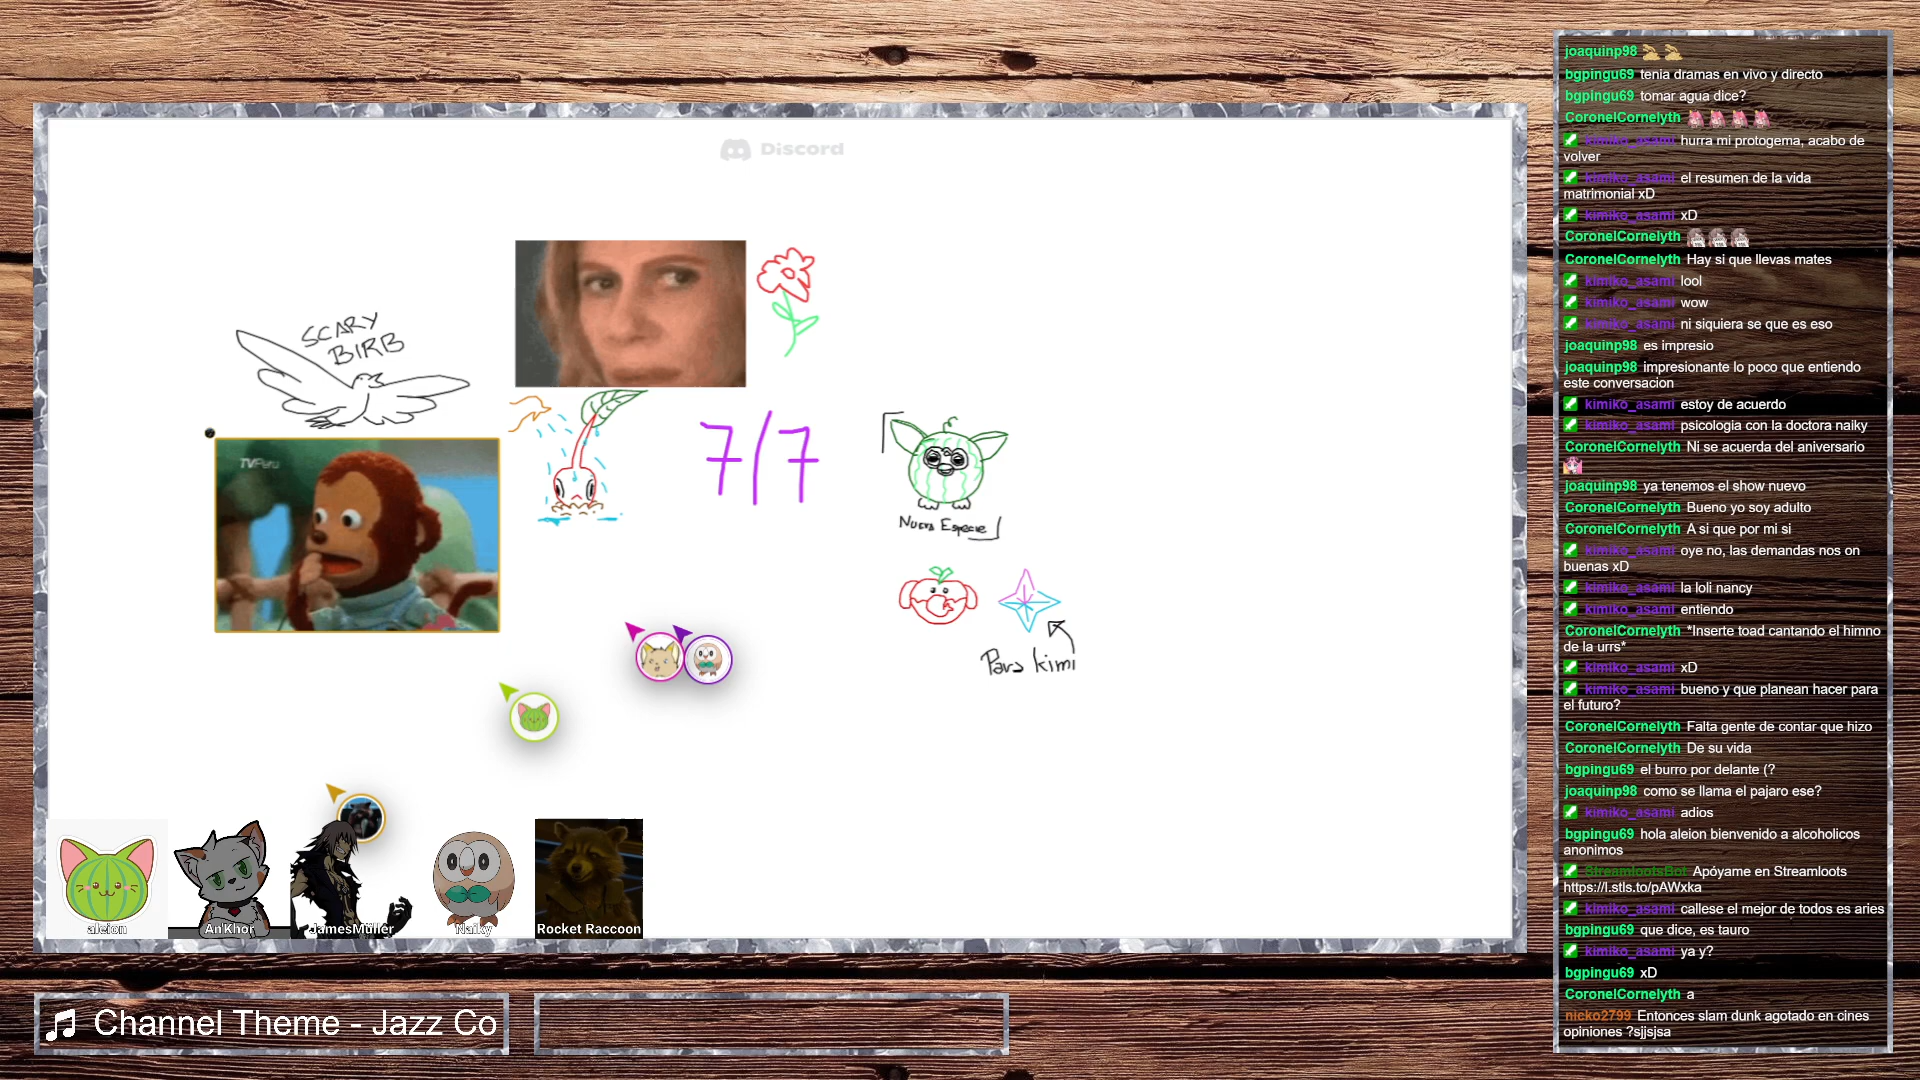 Discord
SCARY
BIRB
TVPeru
7/7
Nueva Especie
Para kimi
aleion
An'Khor
JamesMüller
Naiky
Rocket Raccoon
Channel Theme - Jazz Co
joaquinp98
bgpingu69 tenia dramas en vivo y directo
bgpingu69 tomar agua dice?
CoronelCornelyth
kimiko_asami hurra mi protogema, acabo de
volver
kimiko_asami el resumen de la vida
matrimonial xD
kimiko_asami xD
CoronelCornelyth
CoronelCornelyth Hay si que llevas mates
kimiko_asami lool
kimiko_asami wow
kimiko_asami ni siquiera se que es eso
joaquinp98 es impresio
joaquinp98 impresionante lo poco que entiendo
este conversacion
kimiko_asami estoy de acuerdo
kimiko_asami psicologia con la doctora naiky
CoronelCornelyth Ni se acuerda del aniversario
joaquinp98 ya tenemos el show nuevo
CoronelCornelyth Bueno yo soy adulto
CoronelCornelyth A si que por mi si
kimiko_asami oye no, las demandas nos on
buenas xD
kimiko_asami la loli nancy
kimiko_asami entiendo
CoronelCornelyth *Inserte toad cantando el himno
de la urrs*
kimiko_asami xD
kimiko_asami bueno y que planean hacer para
el futuro?
CoronelCornelyth Falta gente de contar que hizo
CoronelCornelyth De su vida
bgpingu69 el burro por delante (?
joaquinp98 como se llama el pajaro ese?
kimiko_asami adios
bgpingu69 hola aleion bienvenido a alcoholicos
anonimos
StreamlootsBot Apóyame en Streamloots
https://l.stls.to/pAWxka
kimiko_asami callese el mejor de todos es aries
bgpingu69 que dice, es tauro
kimiko_asami ya y?
bgpingu69 xD
CoronelCornelyth a
nicko2799 Entonces slam dunk agotado en cines
opiniones ?sjjsjsa